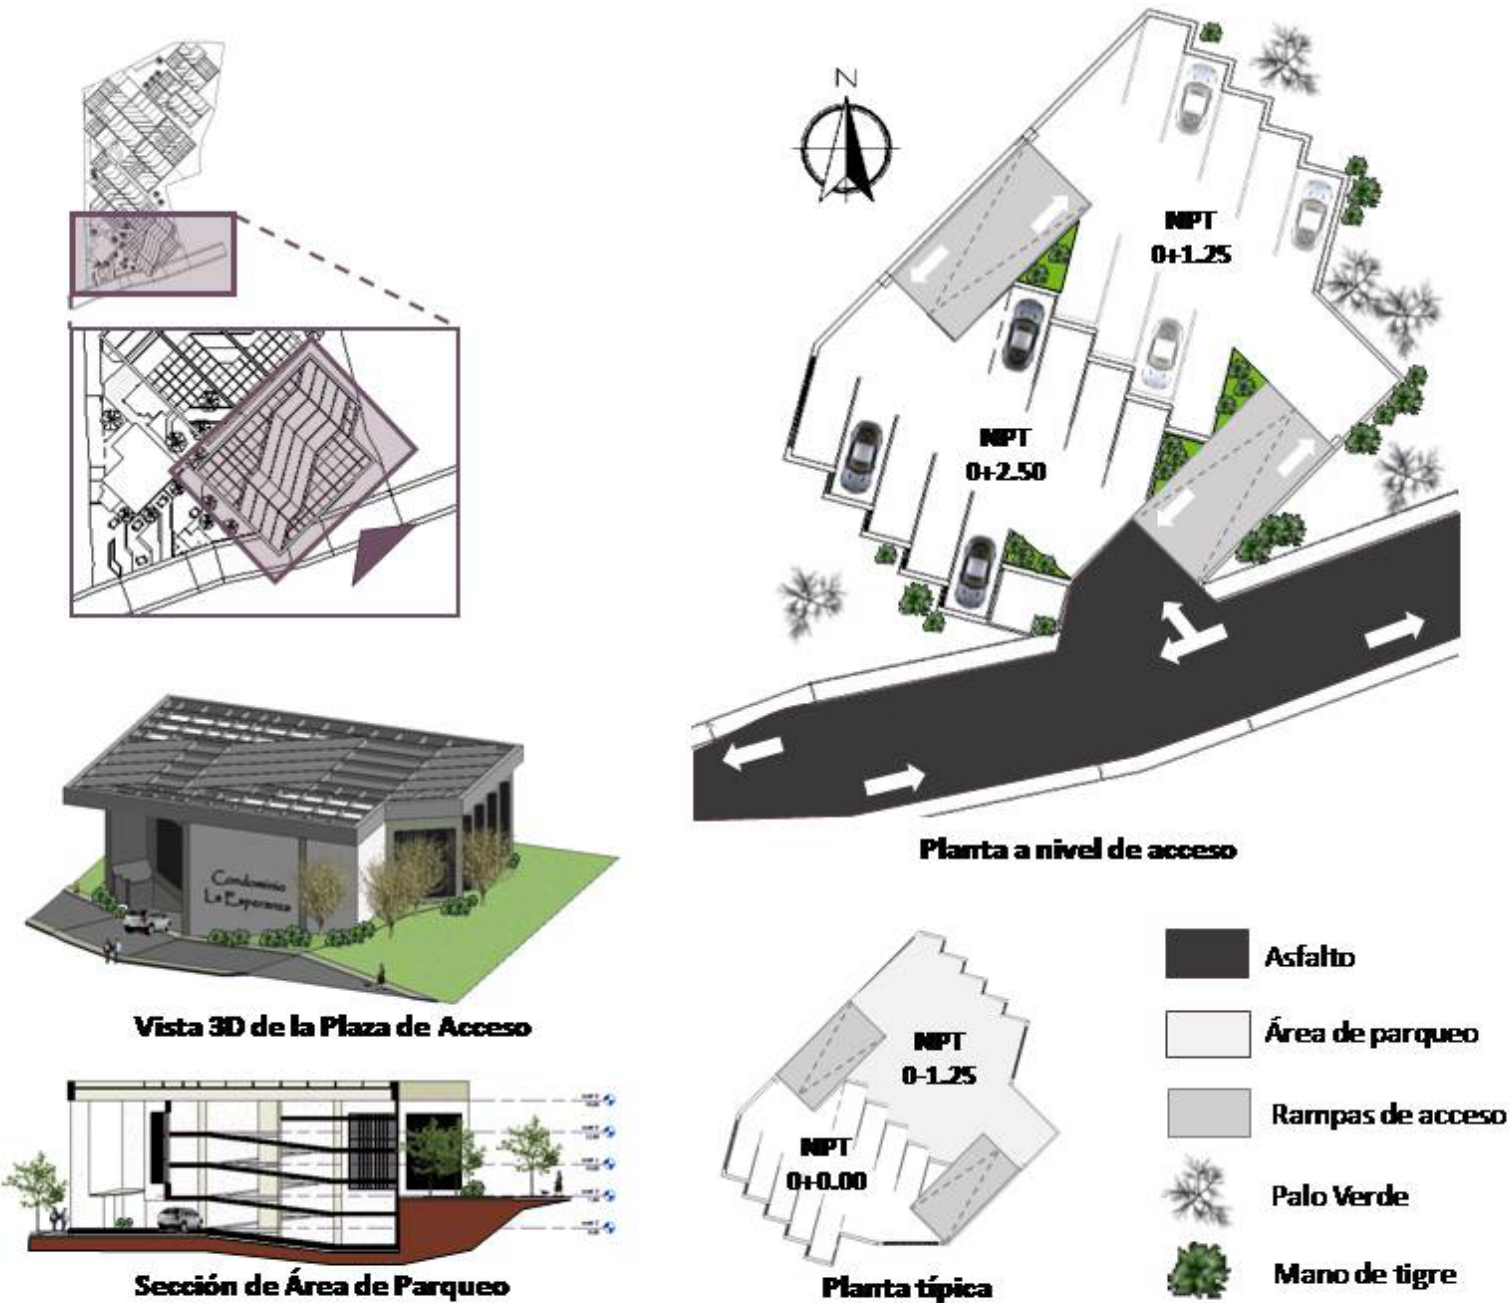 N
NPT
0+1.25
NPT
0+2.50
Planta a nivel de acceso
Condominio
La Esperanza
Vista 3D de la Plaza de Acceso
Sección de Área de Parqueo
NPT
0-1.25
NPT
0+0.00
Planta típica
Asfalto
Área de parqueo
Rampas de acceso
Palo Verde
Mano de tigre